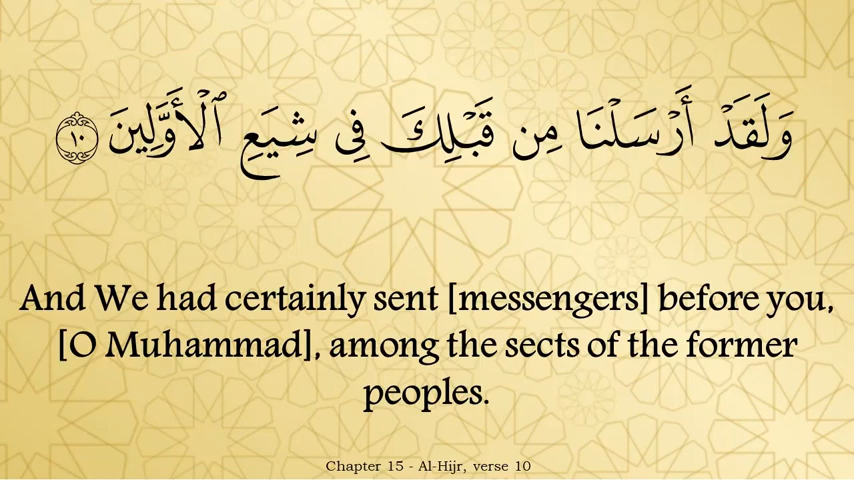 وَلَقَدْ أَرْسَلْنَا مِن قَبْلِكَ فِى شِيَعِ ٱلْأَوَّلِينَ ١٠
And We had certainly sent [messengers] before you,
[O Muhammad], among the sects of the former
peoples.
Chapter 15 - Al-Hijr, verse 10